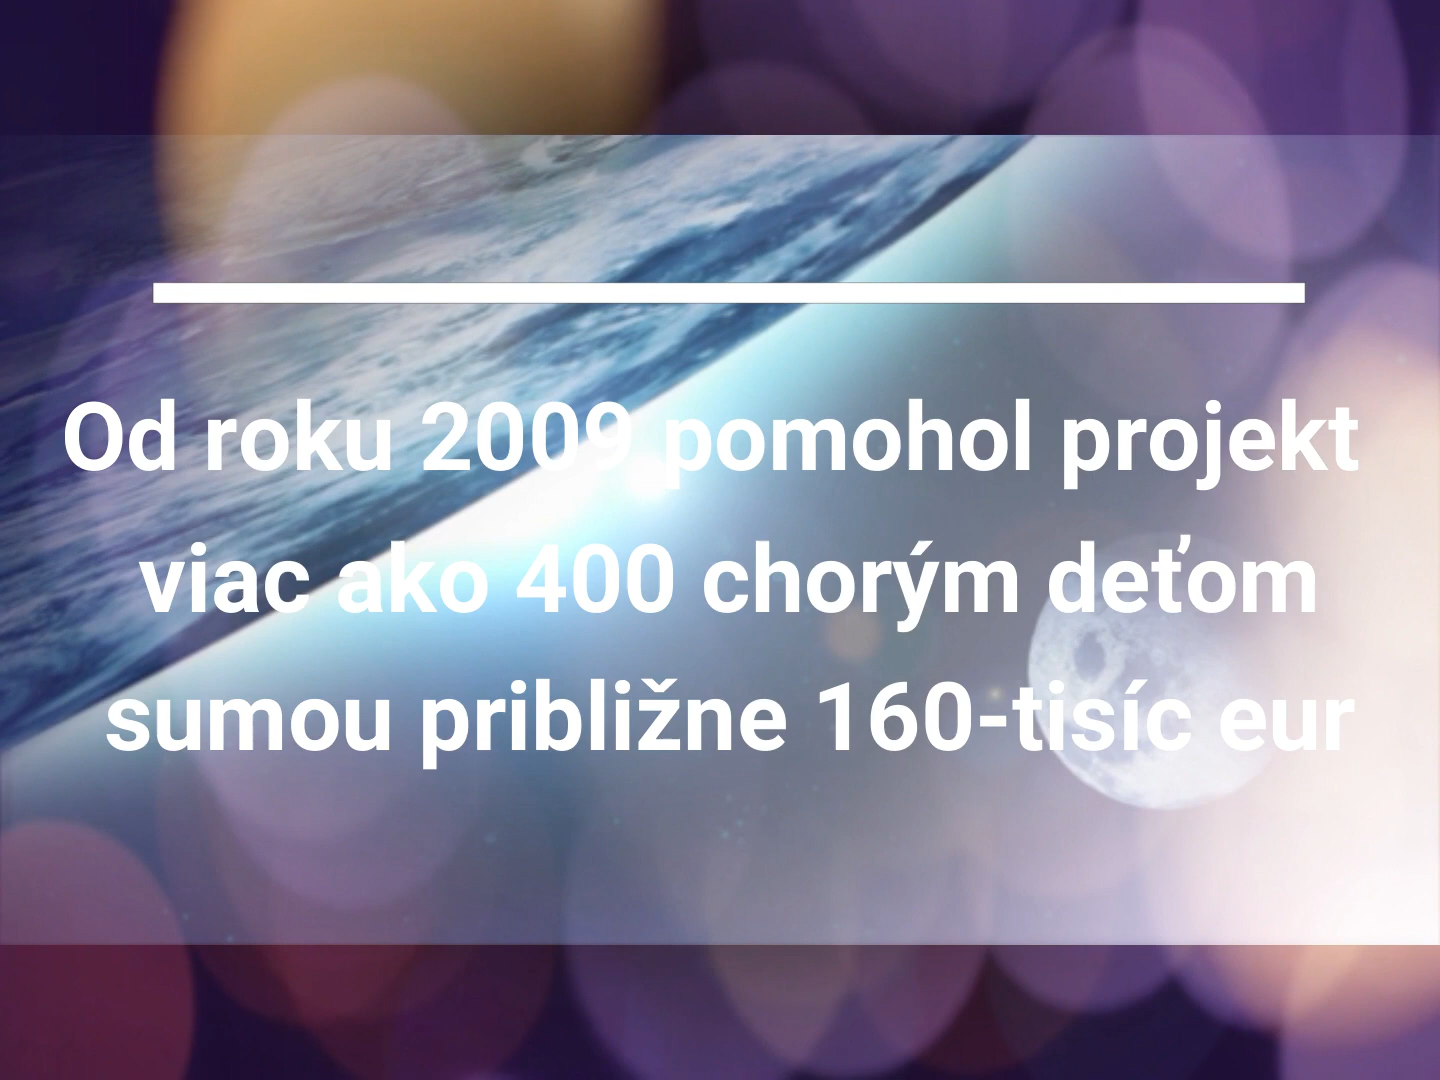 Od roku 2009 pomohol projekt
viac ako 400 chorým deťom
sumou približne 160-tisíc eur